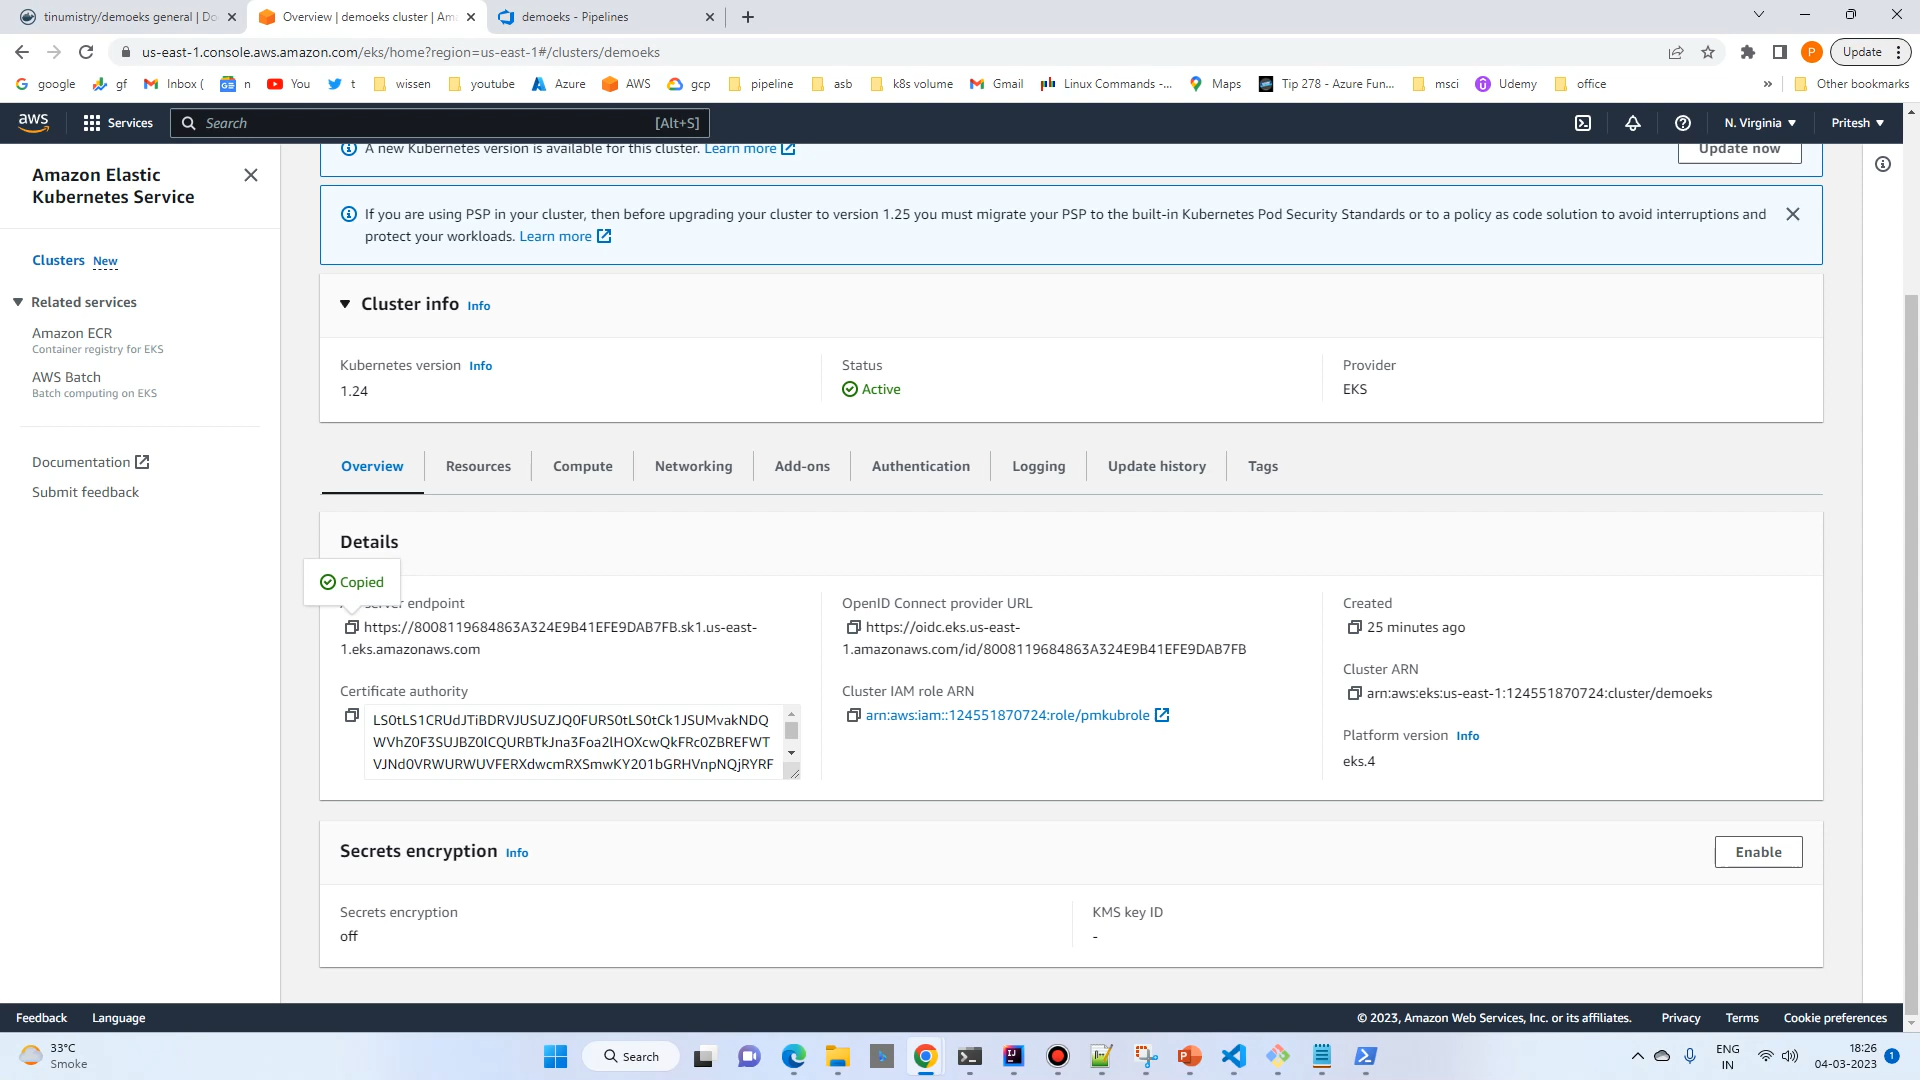 tinumistry/demoeks general | Do
Overview | demoeks cluster | Ama
demoeks - Pipelines
us-east-1.console.aws.amazon.com/eks/home?region=us-east-1#/clusters/demoeks
P
Update
google
gf
Inbox (
n
You
t
wissen
youtube
Azure
AWS
gcp
pipeline
asb
k8s volume
Gmail
Linux Commands -...
Maps
Tip 278 - Azure Fun...
msci
Udemy
office
»
Other bookmarks
aws
Services
Search
[Alt+S]
N. Virginia
Pritesh
Amazon Elastic
Kubernetes Service
Clusters New
Related services
Amazon ECR
Container registry for EKS
AWS Batch
Batch computing on EKS
Documentation
Submit feedback
A new Kubernetes version is available for this cluster. Learn more
Update now
If you are using PSP in your cluster, then before upgrading your cluster to version 1.25 you must migrate your PSP to the built-in Kubernetes Pod Security Standards or to a policy as code solution to avoid interruptions and
protect your workloads. Learn more
Cluster info Info
Kubernetes version Info
1.24
Status
Active
Provider
EKS
Overview
Resources
Compute
Networking
Add-ons
Authentication
Logging
Update history
Tags
Details
Copied
server endpoint
https://8008119684863A324E9B41EFE9DAB7FB.sk1.us-east-
1.eks.amazonaws.com
Certificate authority
LS0tLS1CRUdJTiBDRVJUSUZJQ0FURS0tLS0tCk1JSUMvakNDQ
WVhZ0F3SUJBZ0lCQURBTkJna3Foa2lHOXcwQkFRc0ZBREFWT
VJNd0VRWURWUVFERXdwcmRXSmwKY201bGRHVnpNQjRYRF
OpenID Connect provider URL
https://oidc.eks.us-east-
1.amazonaws.com/id/8008119684863A324E9B41EFE9DAB7FB
Cluster IAM role ARN
arn:aws:iam::124551870724:role/pmkubrole
Created
25 minutes ago
Cluster ARN
arn:aws:eks:us-east-1:124551870724:cluster/demoeks
Platform version Info
eks.4
Secrets encryption Info
Enable
Secrets encryption
off
KMS key ID
-
Feedback
Language
© 2023, Amazon Web Services, Inc. or its affiliates.
Privacy
Terms
Cookie preferences
33°C
Smoke
Search
ENG
IN
18:26
04-03-2023
1